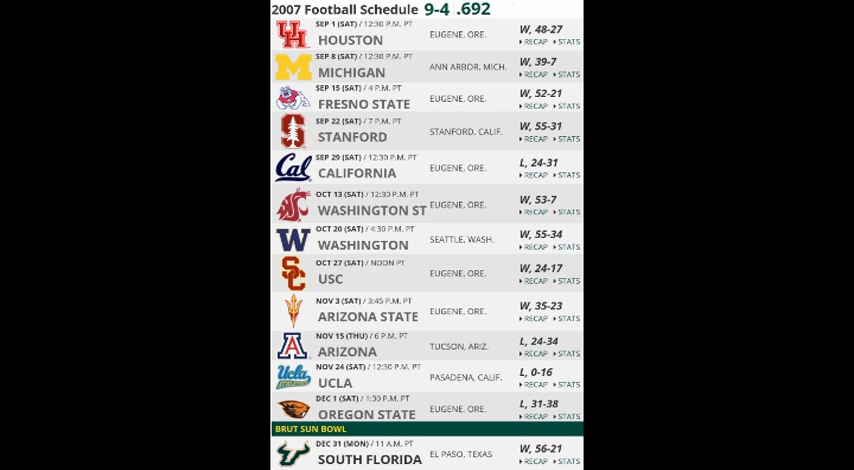 2007 Football Schedule 9-4 .692
SEP 1 (SAT) / 12:30 P.M. PT
HOUSTON
EUGENE, ORE.
W, 48-27
RECAP STATS
SEP 8 (SAT) / 12:30 P.M. PT
MICHIGAN
ANN ARBOR, MICH.
W, 39-7
RECAP STATS
SEP 15 (SAT) / 4 P.M. PT
FRESNO STATE
EUGENE, ORE.
W, 52-21
RECAP STATS
SEP 22 (SAT) / 7 P.M. PT
STANFORD
STANFORD, CALIF.
W, 55-31
RECAP STATS
Cal
SEP 29 (SAT) / 12:30 P.M. PT
CALIFORNIA
EUGENE, ORE.
L, 24-31
RECAP STATS
OCT 13 (SAT) / 12:30 P.M. PT
WASHINGTON ST
EUGENE, ORE.
W, 53-7
RECAP STATS
W
OCT 20 (SAT) / 4:30 P.M. PT
WASHINGTON
SEATTLE, WASH.
W, 55-34
RECAP STATS
SC
OCT 27 (SAT) / NOON PT
USC
EUGENE, ORE.
W, 24-17
RECAP STATS
NOV 3 (SAT) / 3:45 P.M. PT
ARIZONA STATE
EUGENE, ORE.
W, 35-23
RECAP STATS
A
NOV 15 (THU) / 6 P.M. PT
ARIZONA
TUCSON, ARIZ.
L, 24-34
RECAP STATS
Ucla
NOV 24 (SAT) / 12:30 P.M. PT
UCLA
PASADENA, CALIF.
L, 0-16
RECAP STATS
DEC 1 (SAT) / 1:30 P.M. PT
OREGON STATE
EUGENE, ORE.
L, 31-38
RECAP STATS
BRUT SUN BOWL
DEC 31 (MON) / 11 A.M. PT
SOUTH FLORIDA
EL PASO, TEXAS
W, 56-21
RECAP STATS